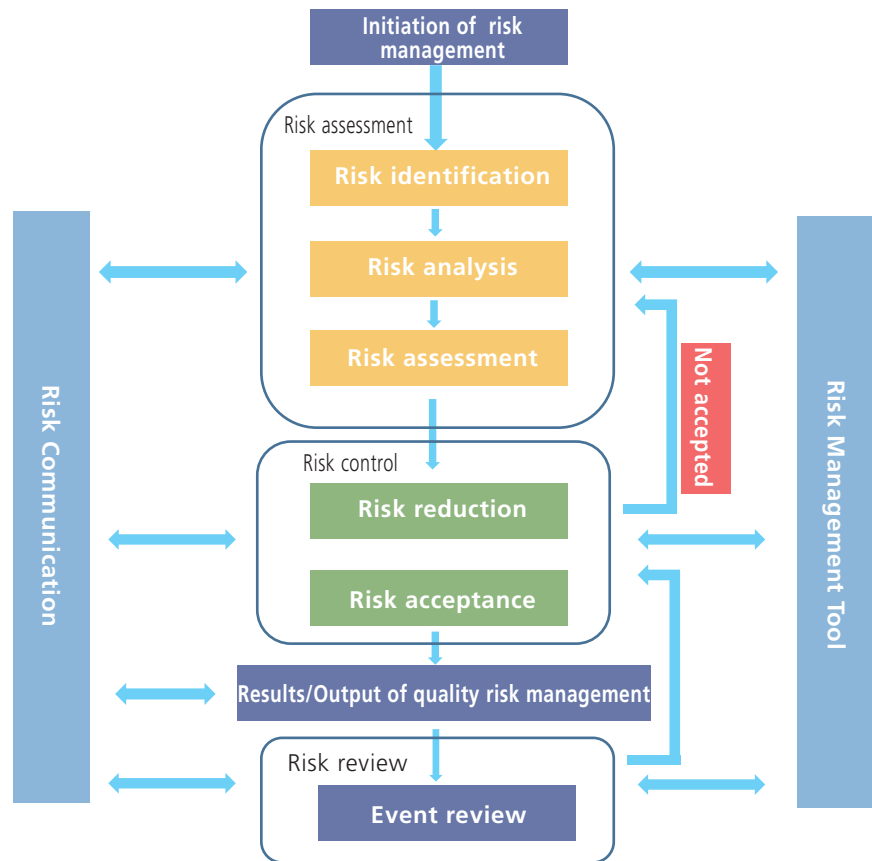 Initiation of risk
management
Risk assessment
Risk identification
Risk analysis
Risk assessment
Not accepted
Risk Communication
Risk Management Tool
Risk control
Risk reduction
Risk acceptance
Results/Output of quality risk management
Risk review
Event review